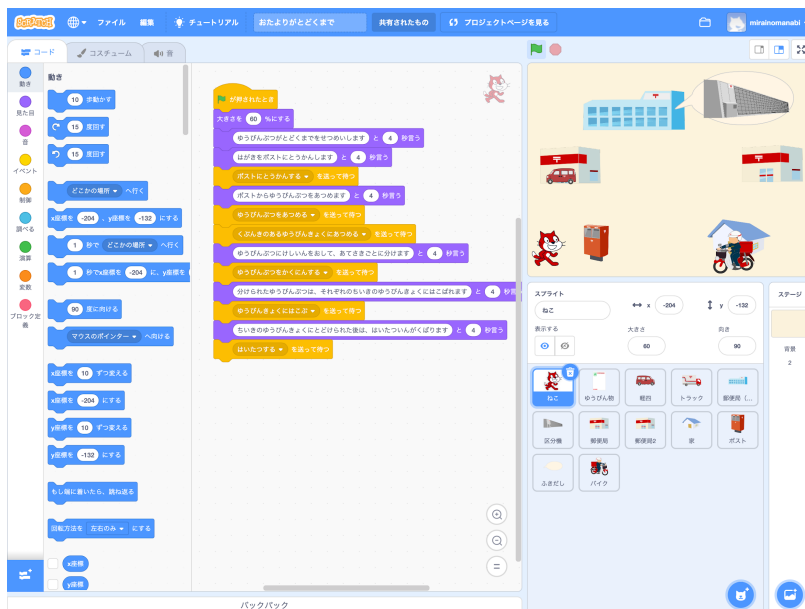 SCRATCH
ファイル
編集
チュートリアル
おたよりがとどくまで
共有されたもの
プロジェクトページを見る
mirainomanabi
コード
コスチューム
音
動き
見た目
音
イベント
制御
調べる
演算
変数
ブロック定義
動き
10 歩動かす
15 度回す
15 度回す
どこかの場所 へ行く
x座標を -204 、y座標を -132 にする
1 秒で どこかの場所 へ行く
1 秒でx座標を -204 に、y座標を
90 度に向ける
マウスのポインター へ向ける
x座標を 10 ずつ変える
x座標を -204 にする
y座標を 10 ずつ変える
y座標を -132 にする
もし端に着いたら、跳ね返る
回転方法を 左右のみ にする
x座標
y座標
が押されたとき
大きさを 60 %にする
ゆうびんぶつがとどくまでをせつめいします と 4 秒言う
はがきをポストにとうかんします と 4 秒言う
ポストにとうかんする を送って待つ
ポストからゆうびんぶつをあつめます と 4 秒言う
ゆうびんぶつをあつめる を送って待つ
くぶんきのあるゆうびんきょくにあつめる を送って待つ
ゆうびんぶつにけしいんをおして、あてさきごとに分けます と 4 秒言う
ゆうびんぶつをかくにんする を送って待つ
分けられたゆうびんぶつは、それぞれのちいきのゆうびんきょくにはこばれます と 4 秒言
ゆうびんきょくにはこぶ を送って待つ
ちいきのゆうびんきょくにとどけられた後は、はいたついんがくばります と 4 秒言う
はいたつする を送って待つ
バックパック
スプライト
ねこ
x -204
y -132
表示する
大きさ 60
向き 90
ねこ
ゆうびん物
軽四
トラック
郵便局 (...
区分機
郵便局
郵便局2
家
ポスト
ふきだし
バイク
ステージ
背景
2